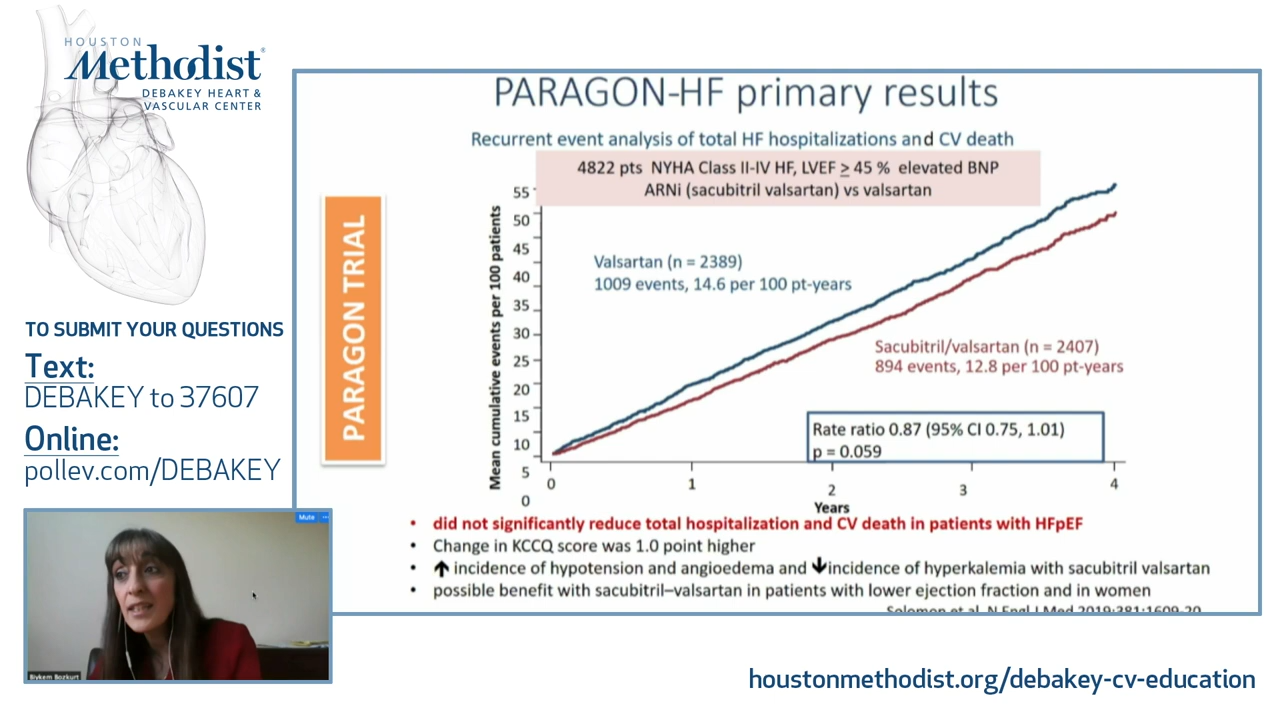 HOUSTON
Methodist®
DEBAKEY HEART &
VASCULAR CENTER
TO SUBMIT YOUR QUESTIONS
Text:
DEBAKEY to 37607
Online:
pollev.com/DEBAKEY
Mute
Biykem Bozkurt
PARAGON-HF primary results
Recurrent event analysis of total HF hospitalizations and CV death
4822 pts NYHA Class II-IV HF, LVEF ≥ 45 % elevated BNP
ARNi (sacubitril valsartan) vs valsartan
PARAGON TRIAL
Mean cumulative events per 100 patients
55
50
45
40
35
30
25
20
15
10
5
0
Valsartan (n = 2389)
1009 events, 14.6 per 100 pt-years
Sacubitril/valsartan (n = 2407)
894 events, 12.8 per 100 pt-years
Rate ratio 0.87 (95% CI 0.75, 1.01)
p = 0.059
0 1 2 3 4
Years
• did not significantly reduce total hospitalization and CV death in patients with HFpEF
• Change in KCCQ score was 1.0 point higher
• ↑ incidence of hypotension and angioedema and ↓incidence of hyperkalemia with sacubitril valsartan
• possible benefit with sacubitril–valsartan in patients with lower ejection fraction and in women
Solomon et al. N Engl J Med 2019;381:1609-20
houstonmethodist.org/debakey-cv-education